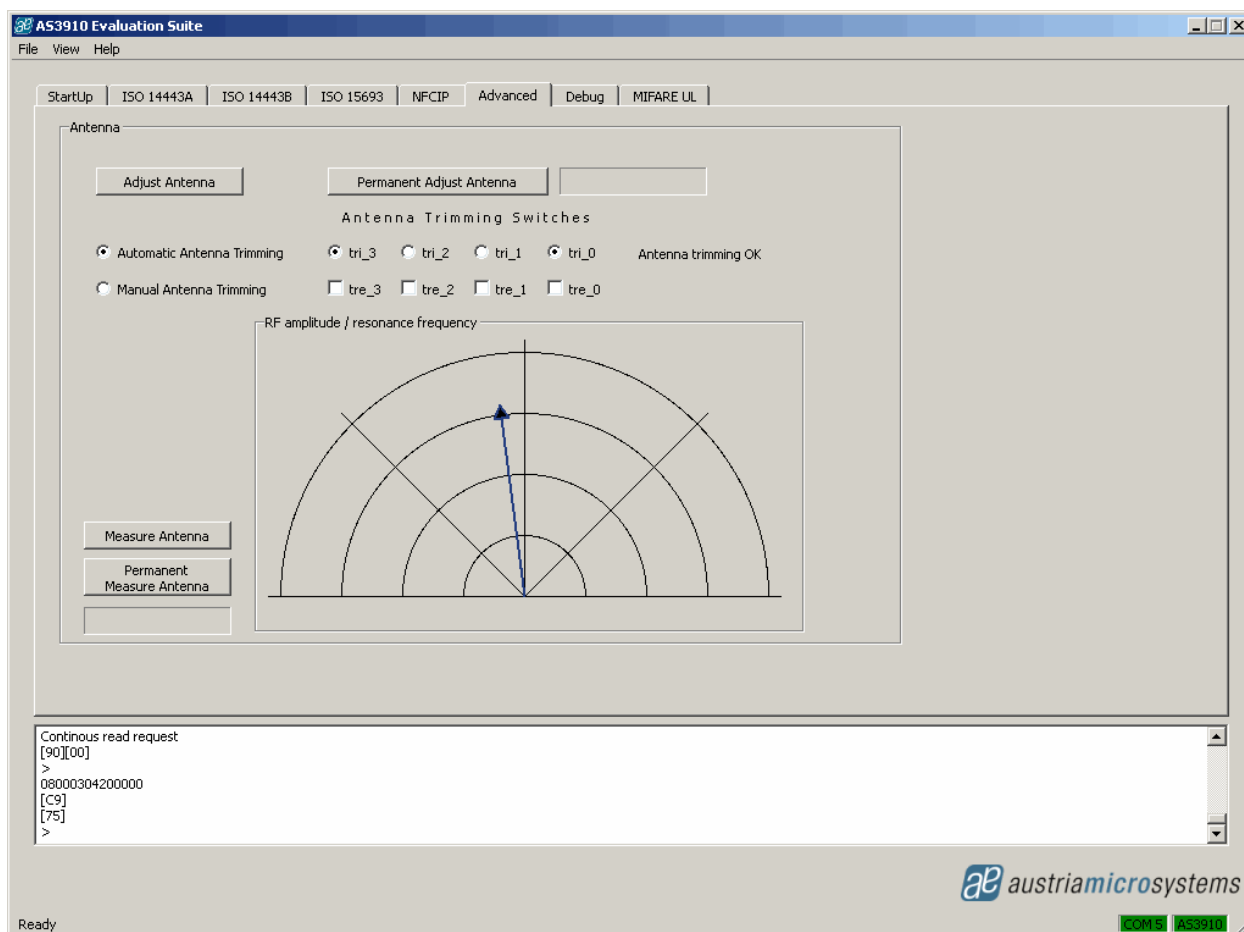 AS3910 Evaluation Suite
File View Help
StartUp ISO 14443A ISO 14443B ISO 15693 NFCIP Advanced Debug MIFARE UL
Antenna
Adjust Antenna Permanent Adjust Antenna
Antenna Trimming Switches
Automatic Antenna Trimming tri_3 tri_2 tri_1 tri_0 Antenna trimming OK
Manual Antenna Trimming tre_3 tre_2 tre_1 tre_0
RF amplitude / resonance frequency
Measure Antenna
Permanent
Measure Antenna
Continous read request
[90][00]
>
08000304200000
[C9]
[75]
>
ae austriamicrosystems
Ready COM 5 AS3910